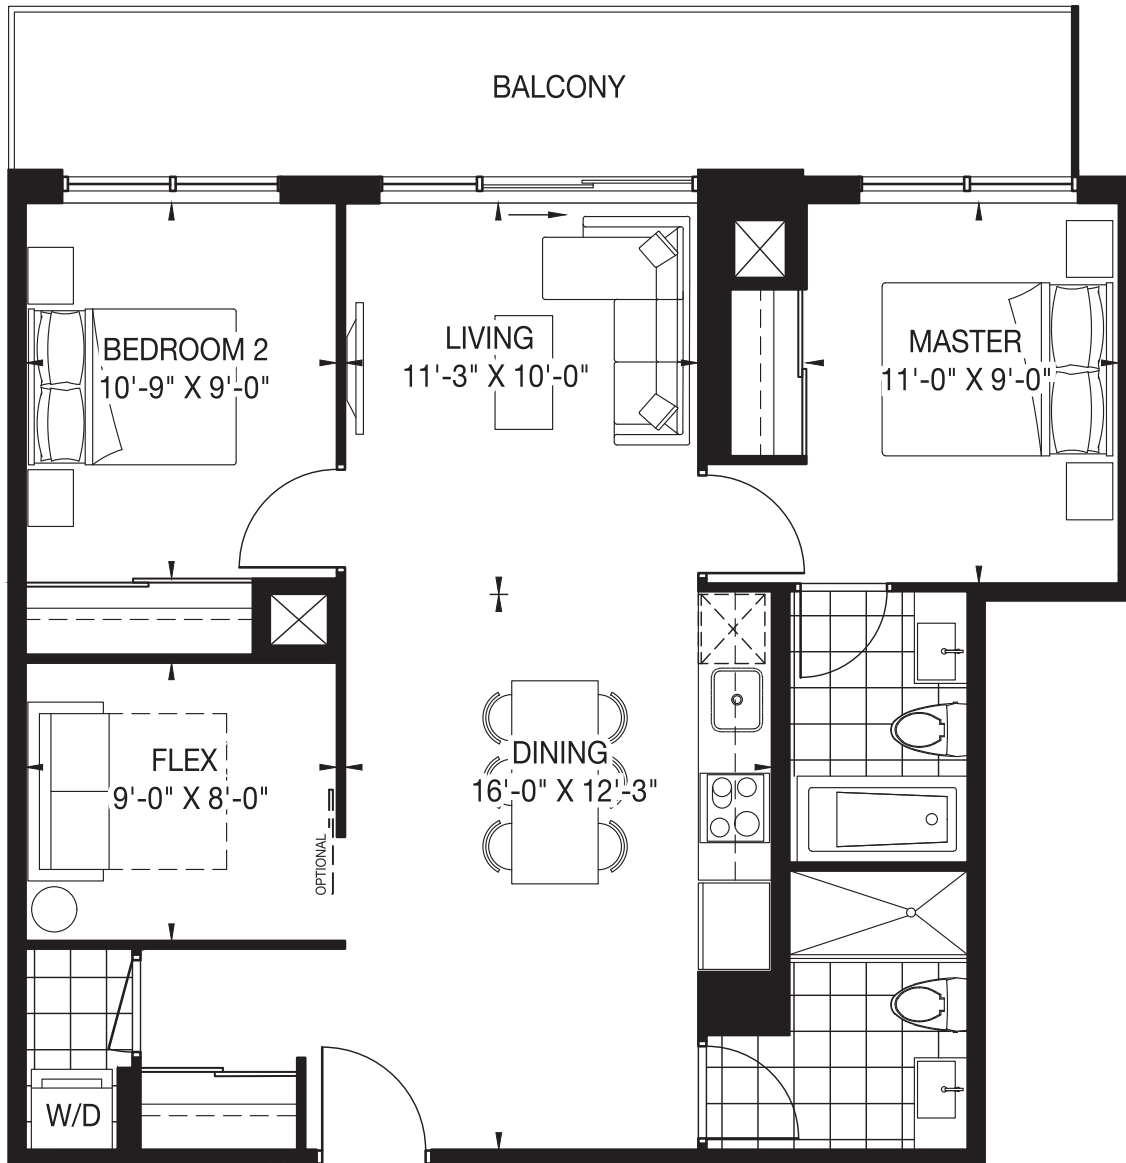 BALCONY
BEDROOM 2
10'-9" X 9'-0"
LIVING
11'-3" X 10'-0"
MASTER
11'-0" X 9'-0"
FLEX
9'-0" X 8'-0"
OPTIONAL
DINING
16'-0" X 12'-3"
W/D